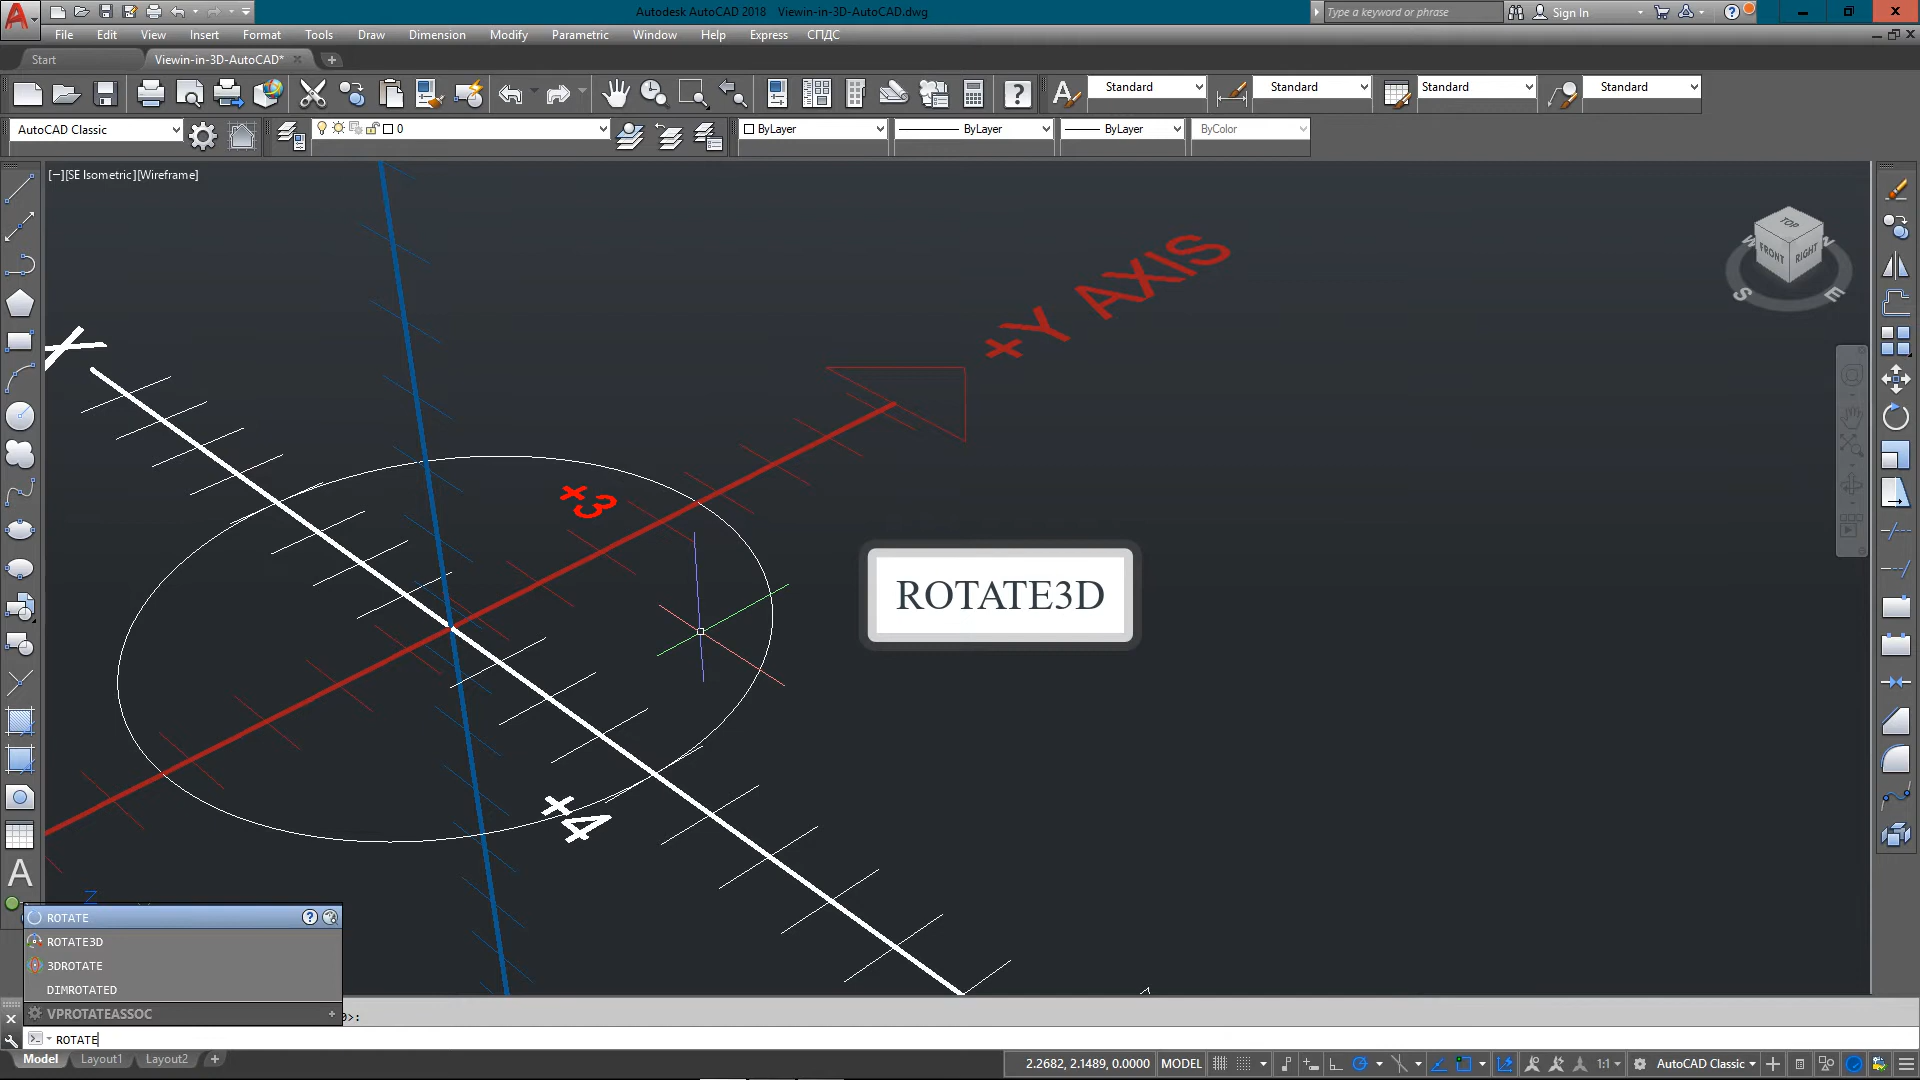 Autodesk AutoCAD 2018 Viewin-in-3D-AutoCAD.dwg
Type a keyword or phrase
Sign In
File Edit View Insert Format Tools Draw Dimension Modify Parametric Window Help Express СПДС
Start
Viewin-in-3D-AutoCAD*
Standard
Standard
Standard
Standard
AutoCAD Classic
0
ByLayer
ByLayer
ByLayer
ByColor
[−][SE Isometric][Wireframe]
TOP
FRONT
RIGHT
W
N
S
E
+Y AXIS
X
+3
ROTATE3D
+4
Z
A
ROTATE
ROTATE3D
3DROTATE
DIMROTATED
VPROTATEASSOC
0>:
ROTATE
Model Layout1 Layout2
2.2682, 2.1489, 0.0000 MODEL
1:1
AutoCAD Classic